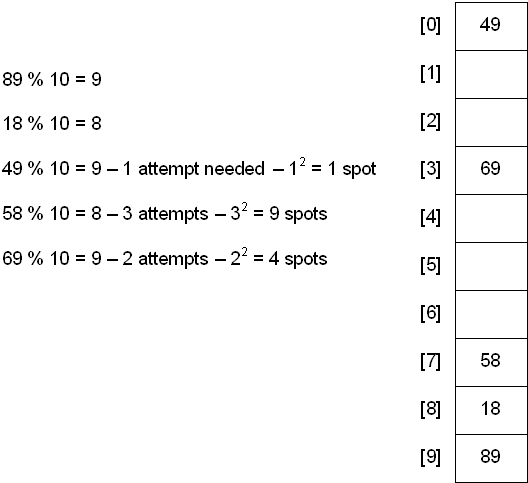 [0] 49
89 % 10 = 9 [1]
18 % 10 = 8 [2]
49 % 10 = 9 – 1 attempt needed – 1² = 1 spot [3] 69
58 % 10 = 8 – 3 attempts – 3² = 9 spots [4]
69 % 10 = 9 – 2 attempts – 2² = 4 spots [5]
[6]
[7] 58
[8] 18
[9] 89